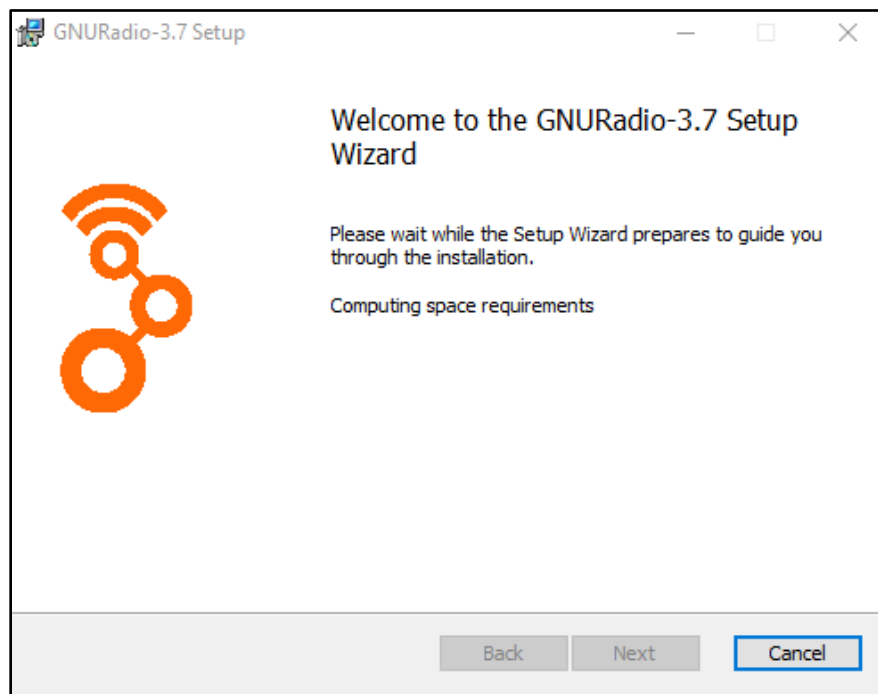 GNURadio-3.7 Setup
Welcome to the GNURadio-3.7 Setup
Wizard
Please wait while the Setup Wizard prepares to guide you
through the installation.
Computing space requirements
Back
Next
Cancel